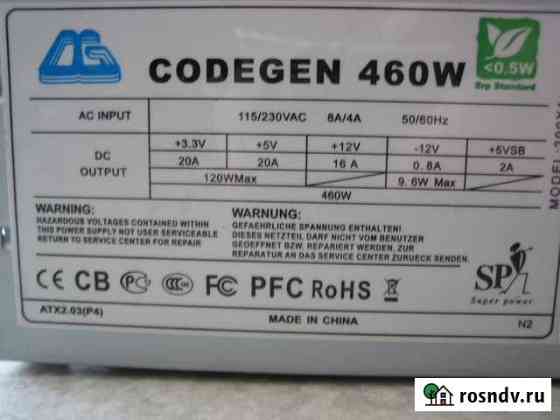 CODEGEN 460W
<0.5W
Erp Standard
AC INPUT 115/230VAC 8A/4A 50/60Hz
DC OUTPUT +3.3V +5V +12V -12V +5VSB
20A 20A 16 A 0.8A 2A
120WMax 9.6W Max
460W
WARNING:
HAZARDOUS VOLTAGES CONTAINED WITHIN
THIS POWER SUPPLY NOT USER SERVICEABLE
RETURN TO SERVICE CENTER FOR REPAIR
WARNUNG:
GEFAEHRLICHE SPANNUNG ENTHALTEN
DIESES NETZTEIL DARF NICHT VOM BENUTZER
GEOEFFNET BZW. REPARIERT WERDEN. ZUR
REPARATUR AN DAS SERVICE CENTER ZURUECK SENDEN.
CE CB PC CCC FC PFC RoHS
SP
Super power
ATX2.03(P4)
MADE IN CHINA
N2
rosndv.ru